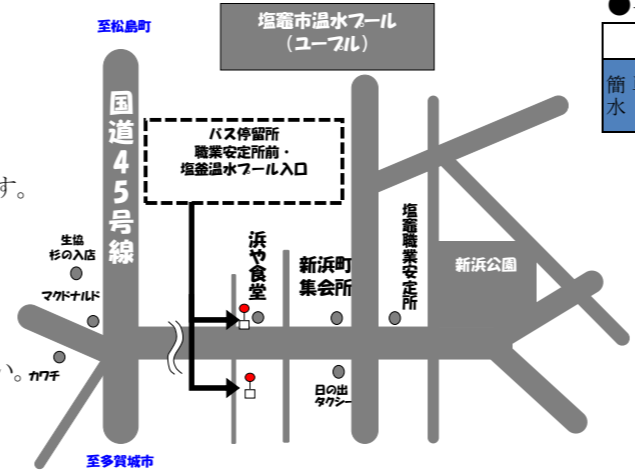 至松島町
塩竈市温水プール
(ユープル)
国道45号線
バス停留所
職業安定所前・
塩釜温水プール入口
す。
簡
水
生協
杉の入店
マクドナルド
浜や食堂
新浜町
集会所
塩竈職業安定所
新浜公園
い。
カワチ
日の出
タクシー
至多賀城市